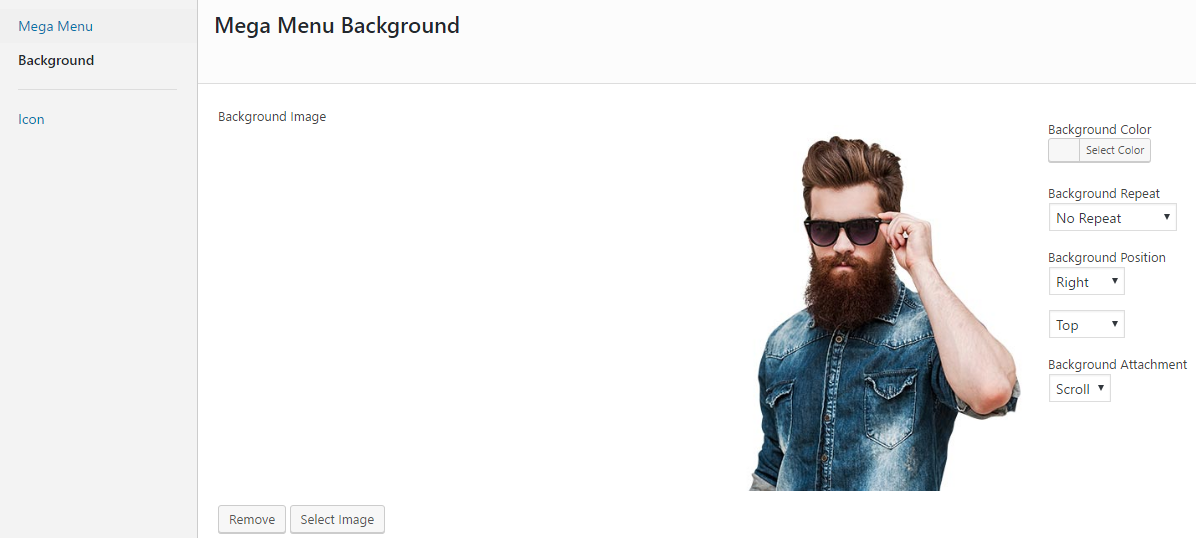 Mega Menu
Background
Icon
Mega Menu Background
Background Image
Background Color
Select Color
Background Repeat
No Repeat
Background Position
Right
Top
Background Attachment
Scroll
Remove
Select Image